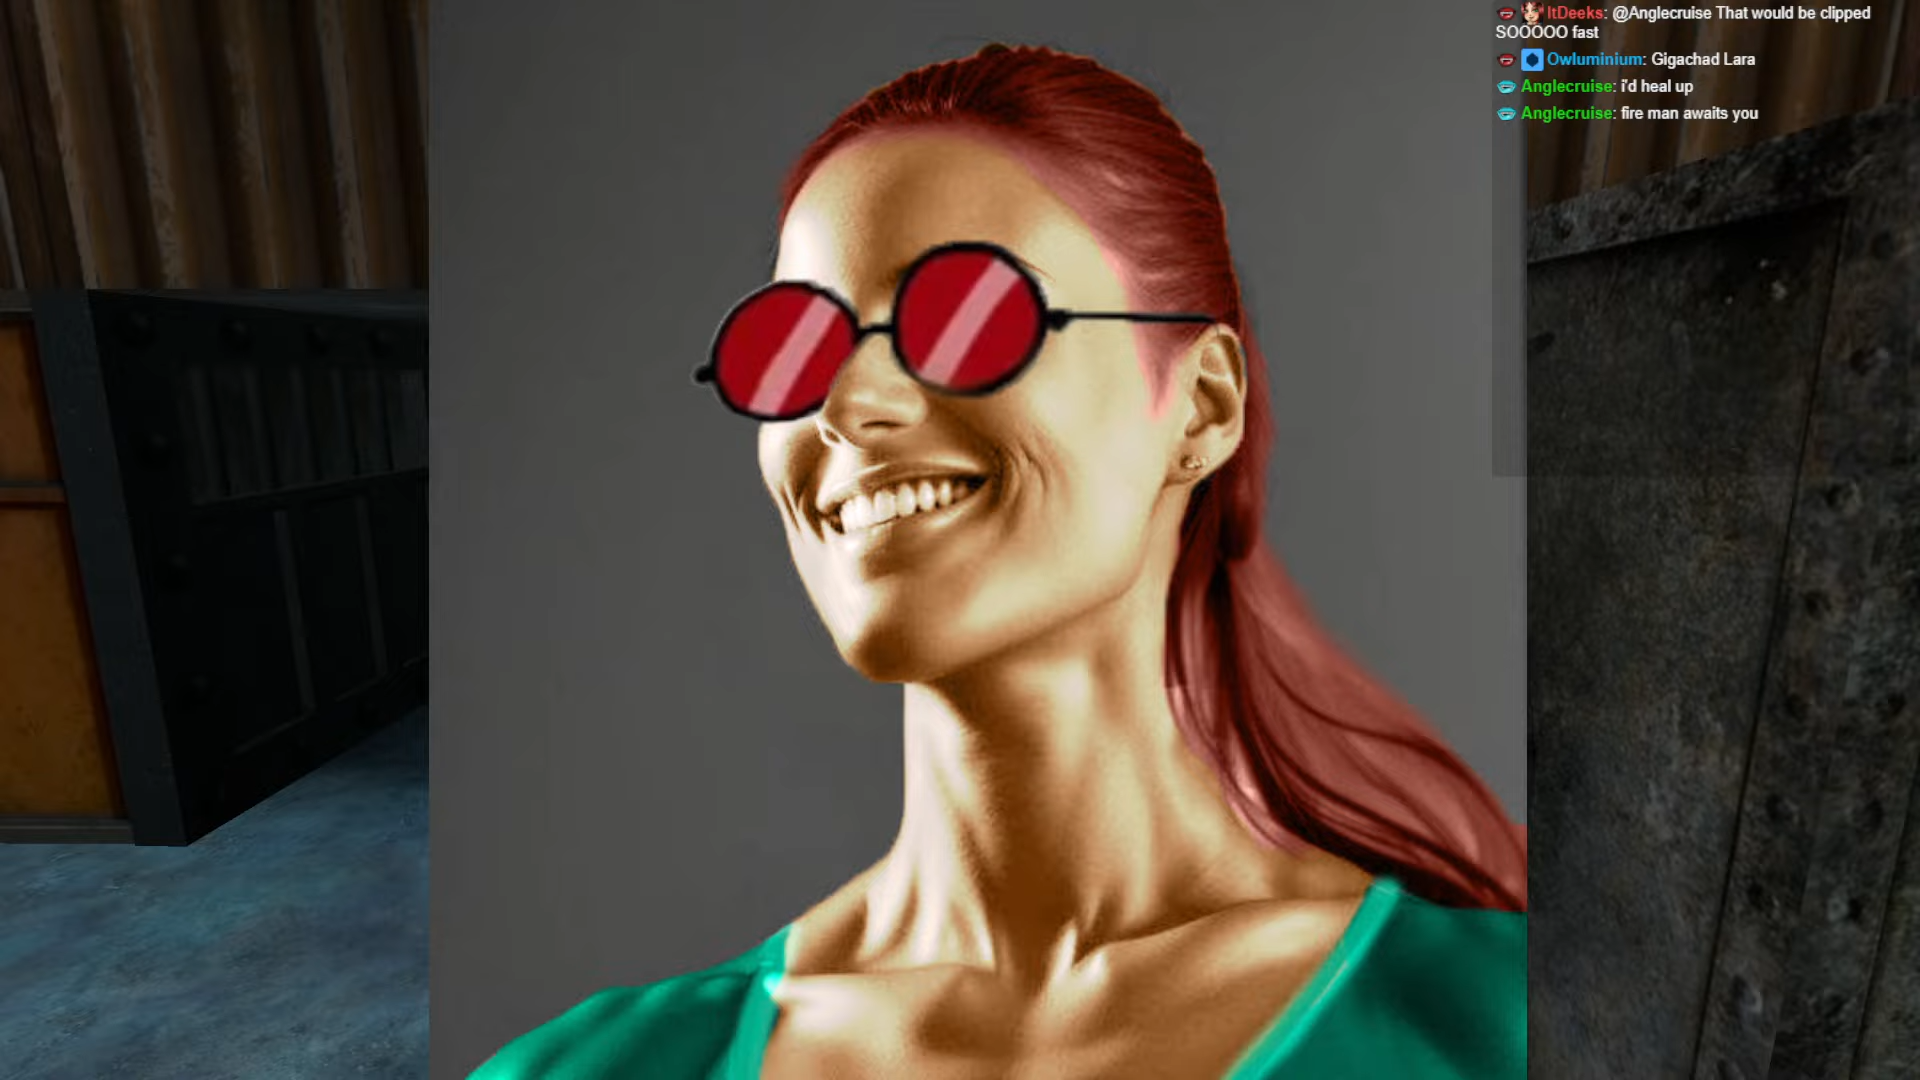 ItDeeks: @Anglecruise That would be clipped
SOOOOO fast
Owluminium: Gigachad Lara
Anglecruise: i'd heal up
Anglecruise: fire man awaits you